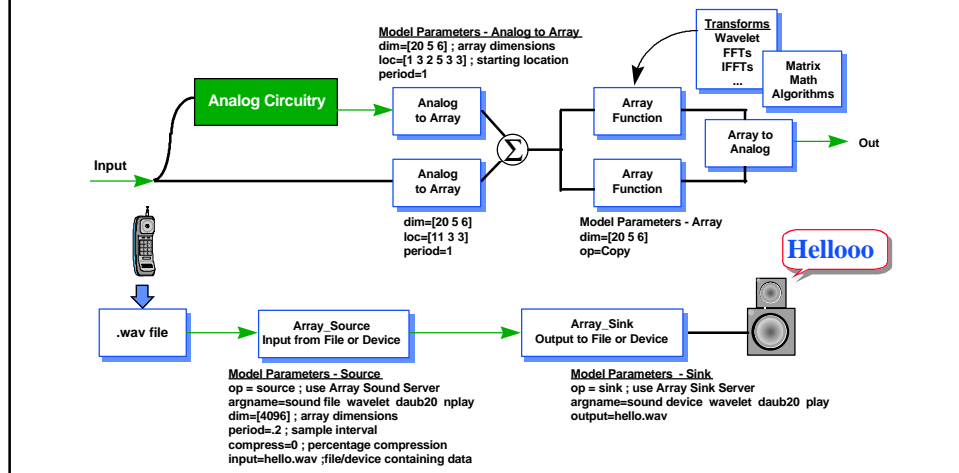 Model Parameters - Analog to Array
dim=[20 5 6] ; array dimensions
loc=[1 3 2 5 3 3] ; starting location
period=1
Transforms
Wavelet
FFTs
IFFTs
...
Matrix
Math
Algorithms
Analog Circuitry
Analog
to Array
Array
Function
Array to
Analog
Out
Input
Σ
Analog
to Array
Array
Function
dim=[20 5 6]
loc=[11 3 3]
period=1
Model Parameters - Array
dim=[20 5 6]
op=Copy
Hellooo
.wav file
Array_Source
Input from File or Device
Array_Sink
Output to File or Device
Model Parameters - Source
op = source ; use Array Sound Server
argname=sound file wavelet daub20 nplay
dim=[4096] ; array dimensions
period=.2 ; sample interval
compress=0 ; percentage compression
input=hello.wav ;file/device containing data
Model Parameters - Sink
op = sink ; use Array Sink Server
argname=sound device wavelet daub20 play
output=hello.wav